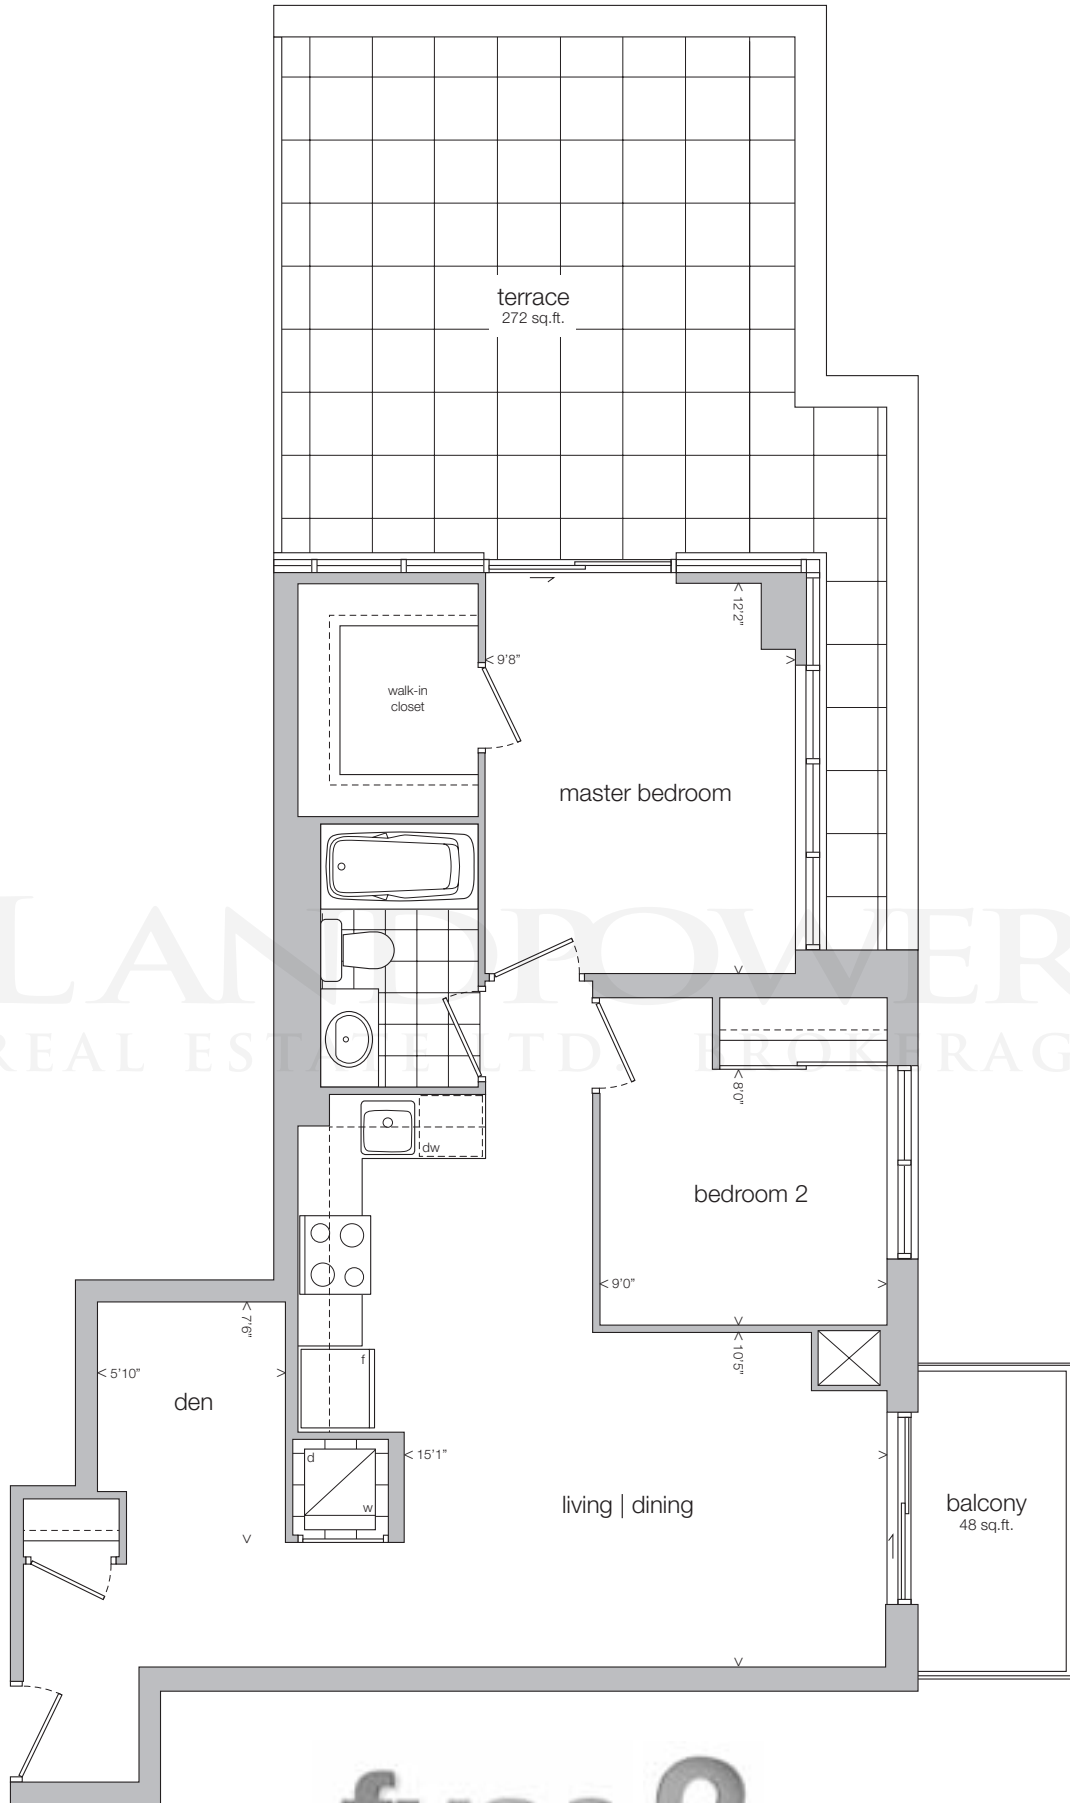 terrace
272 sq.ft.
12'2"
9'8"
walk-in
closet
master bedroom
LANDPOWER
REAL ESTATE LTD. BROKERAG
8'0"
dw
bedroom 2
9'0"
7'6"
10'5"
f
5'10"
den
15'1"
d
w
living | dining
balcony
48 sq.ft.